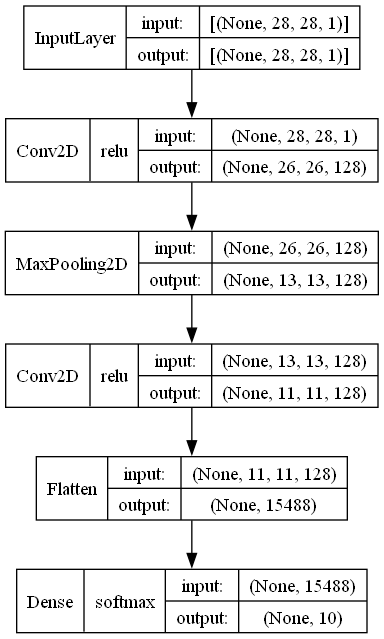 InputLayer input: [(None, 28, 28, 1)]
output: [(None, 28, 28, 1)]
Conv2D relu input: (None, 28, 28, 1)
output: (None, 26, 26, 128)
MaxPooling2D input: (None, 26, 26, 128)
output: (None, 13, 13, 128)
Conv2D relu input: (None, 13, 13, 128)
output: (None, 11, 11, 128)
Flatten input: (None, 11, 11, 128)
output: (None, 15488)
Dense softmax input: (None, 15488)
output: (None, 10)